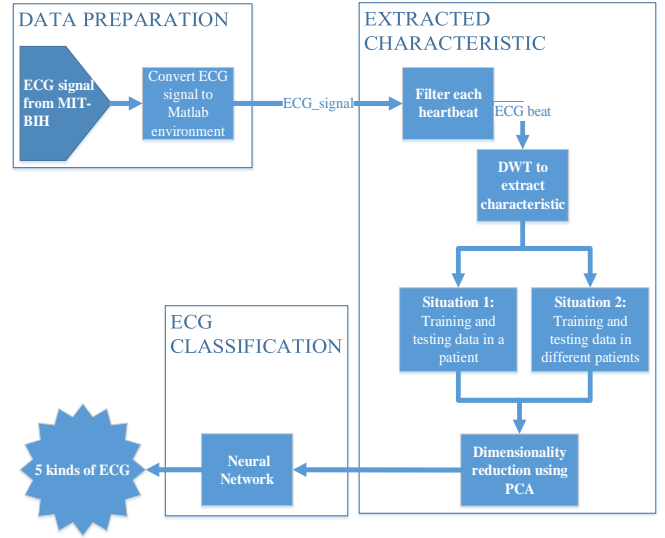 DATA PREPARATION
ECG signal
from MIT-
BIH
Convert ECG
signal to
Matlab
environment
ECG_signal
EXTRACTED
CHARACTERISTIC
Filter each
heartbeat
ECG beat
DWT to
extract
characteristic
Situation 1:
Training and
testing data in a
patient
Situation 2:
Training and
testing data in
different patients
Dimensionality
reduction using
PCA
ECG
CLASSIFICATION
Neural
Network
5 kinds of ECG